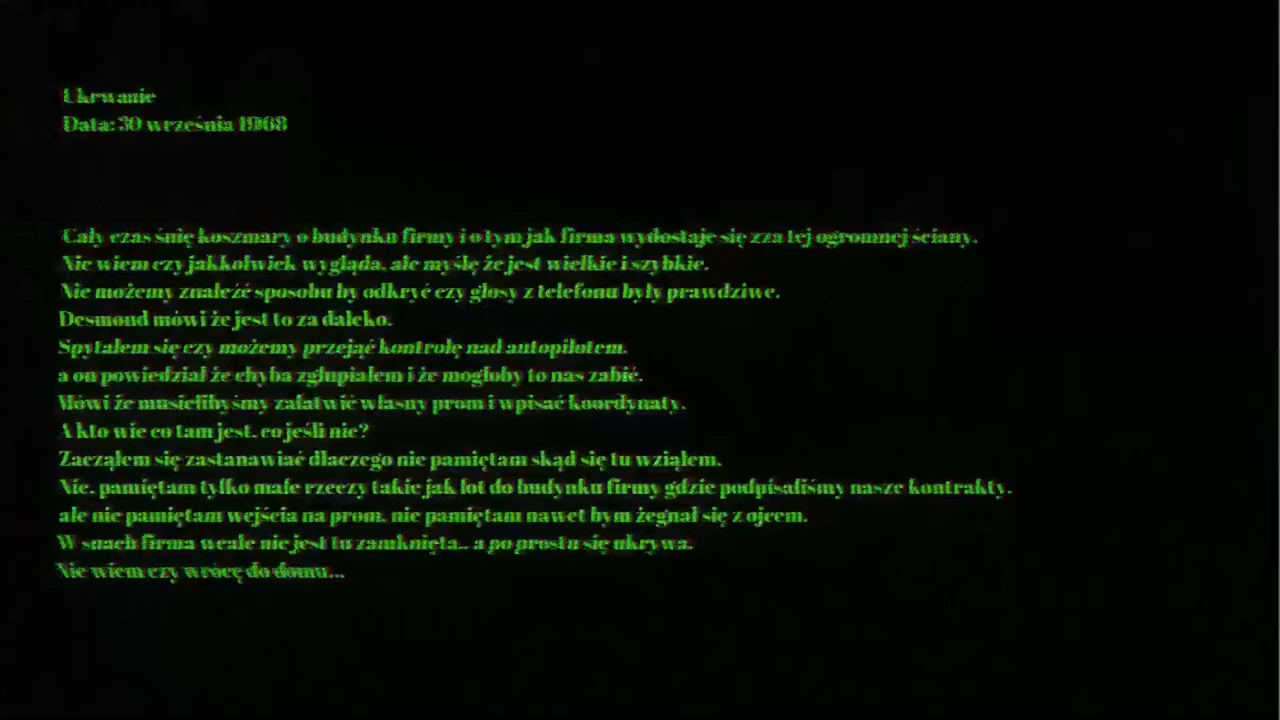 Ukrwanie
Data: 30 września 1968
Cały czas śnię koszmary o budynku firmy i o tym jak firma wydostaje się zza tej ogromnej ściany.
Nie wiem czy jakkolwiek wygląda, ale myślę że jest wielkie i szybkie.
Nie możemy znaleźć sposobu by odkryć czy głosy z telefonu były prawdziwe.
Desmond mówi że jest to za daleko.
Spytałem się czy możemy przejąć kontrolę nad autopilotem,
a on powiedział że chyba zgłupiałem i że mogłoby to nas zabić.
Mówi że musielibyśmy załatwić własny prom i wpisać koordynaty.
A kto wie co tam jest, co jeśli nie?
Zacząłem się zastanawiać dlaczego nie pamiętam skąd się tu wziąłem.
Nie, pamiętam tylko małe rzeczy takie jak lot do budynku firmy gdzie podpisaliśmy nasze kontrakty,
ale nie pamiętam wejścia na prom, nie pamiętam nawet bym żegnał się z ojcem.
W snach firma wcale nie jest tu zamknięta.. a po prostu się ukrywa.
Nie wiem czy wrócę do domu...